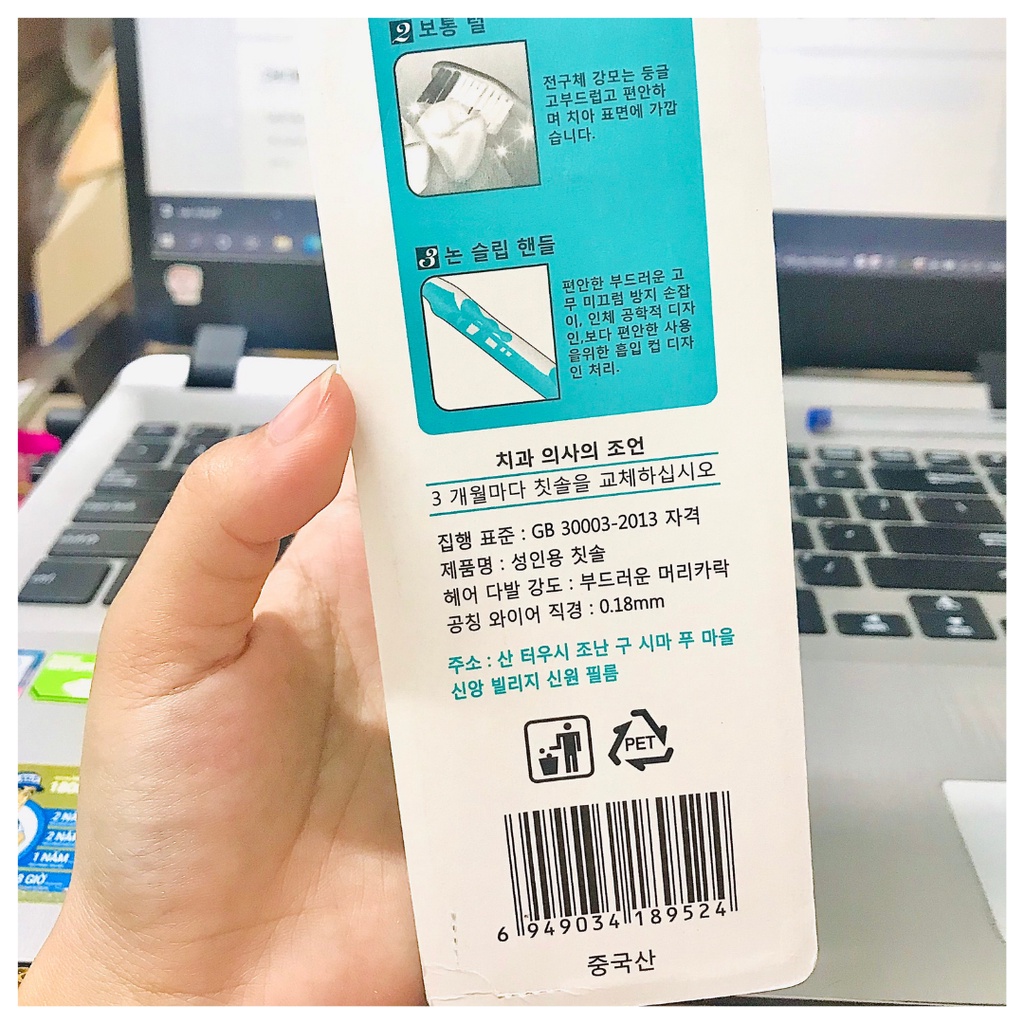 2 보통 털
전구체 강모는 둥글
고부드럽고 편안하
며 치아 표면에 가깝
습니다.
3 논 슬립 핸들
편안한 부드러운 고
무 미끄럼 방지 손잡
이, 인체 공학적 디자
인,보다 편안한 사용
을위한 흡입 컵 디자
인 처리.
치과 의사의 조언
3 개월마다 칫솔을 교체하십시오
집행 표준 : GB 30003-2013 자격
제품명 : 성인용 칫솔
헤어 다발 강도 : 부드러운 머리카락
공칭 와이어 직경 : 0.18mm
주소 : 산 터우시 조난 구 시마 푸 마을
신앙 빌리지 신원 필름
PET
6 949034 189524
중국산
2 NĂ
2 NĂ
1 NĂM
GIỜ